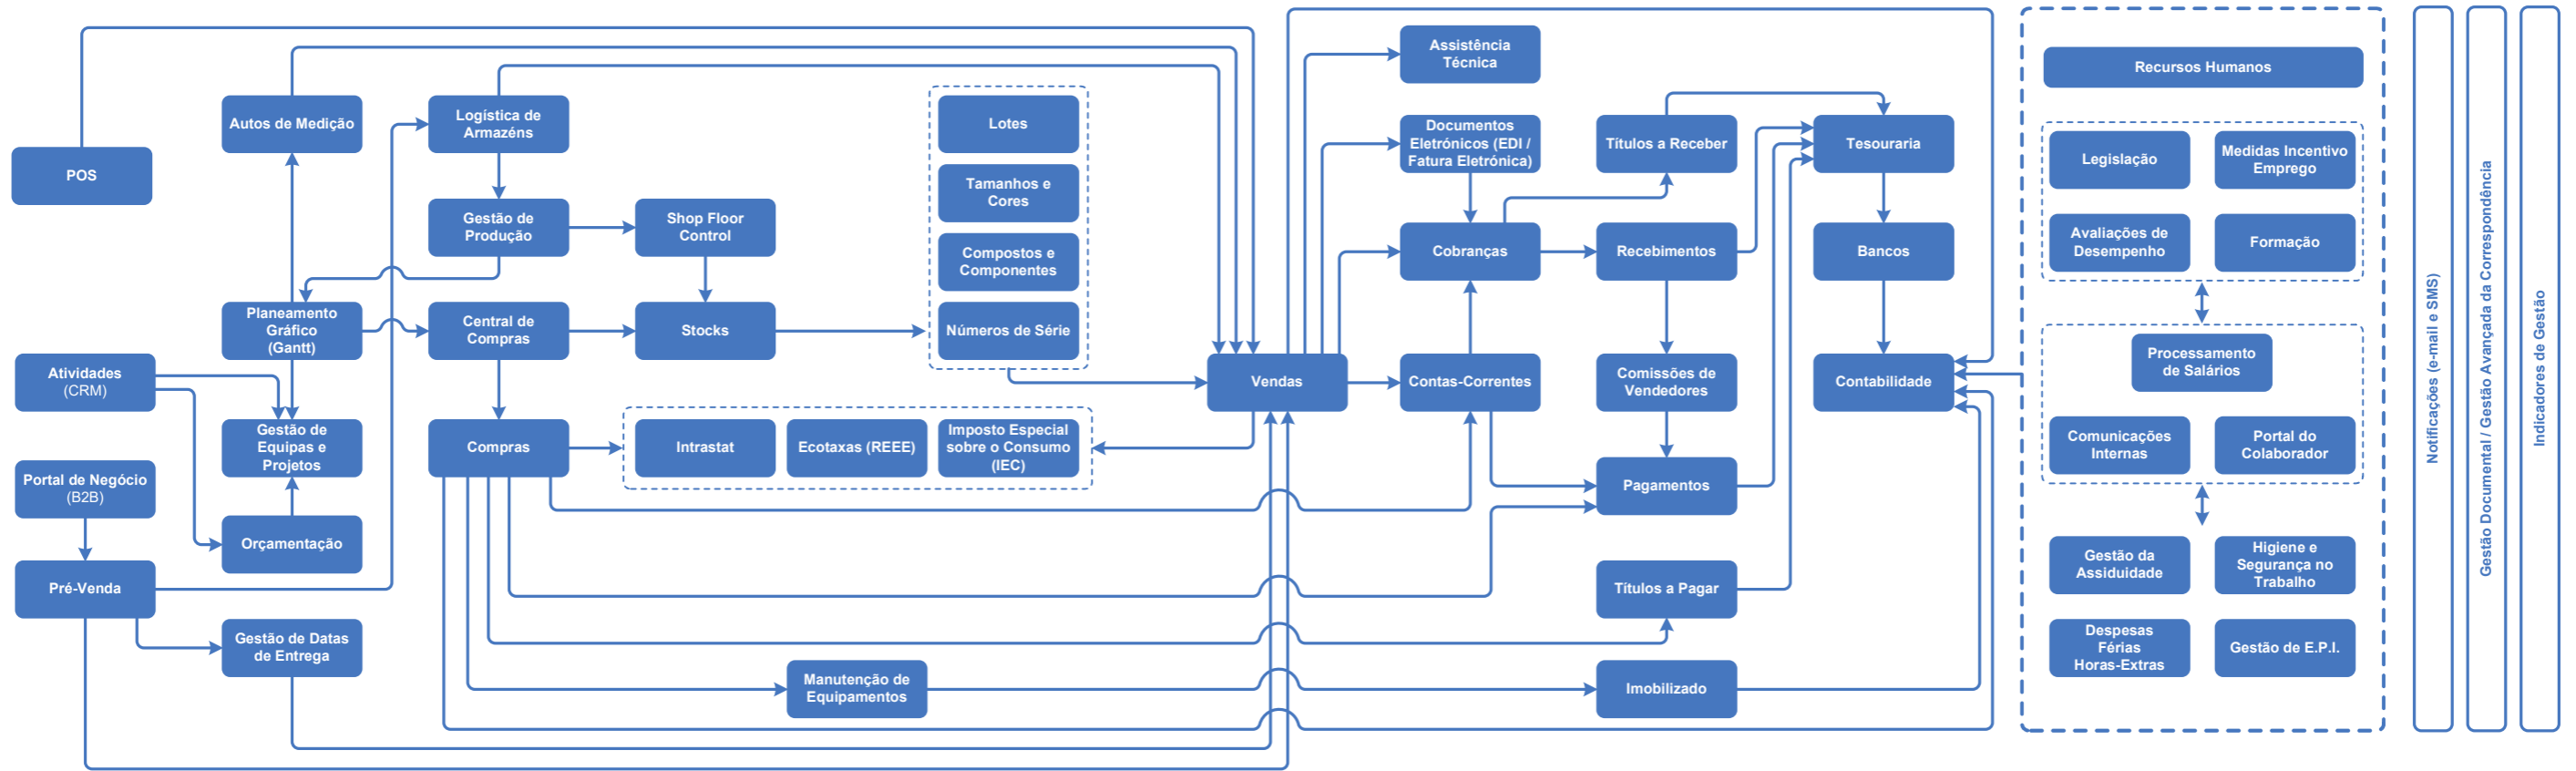 POS
Atividades
(CRM)
Portal de Negócio
(B2B)
Pré-Venda
Autos de Medição
Planeamento
Gráfico
(Gantt)
Gestão de
Equipas e
Projetos
Orçamentação
Gestão de Datas
de Entrega
Logística de
Armazéns
Gestão de
Produção
Central de
Compras
Compras
Shop Floor
Control
Stocks
Lotes
Tamanhos e
Cores
Compostos e
Componentes
Números de Série
Intrastat
Ecotaxas (REEE)
Imposto Especial
sobre o Consumo
(IEC)
Manutenção de
Equipamentos
Vendas
Assistência
Técnica
Documentos
Eletrónicos (EDI /
Fatura Eletrónica)
Cobranças
Contas-Correntes
Títulos a Receber
Recebimentos
Comissões de
Vendedores
Pagamentos
Títulos a Pagar
Imobilizado
Tesouraria
Bancos
Contabilidade
Recursos Humanos
Legislação
Medidas Incentivo
Emprego
Avaliações de
Desempenho
Formação
Processamento
de Salários
Comunicações
Internas
Portal do
Colaborador
Gestão da
Assiduidade
Higiene e
Segurança no
Trabalho
Despesas
Férias
Horas-Extras
Gestão de E.P.I.
Notificações (e-mail e SMS)
Gestão Documental / Gestão Avançada da Correspondência
Indicadores de Gestão